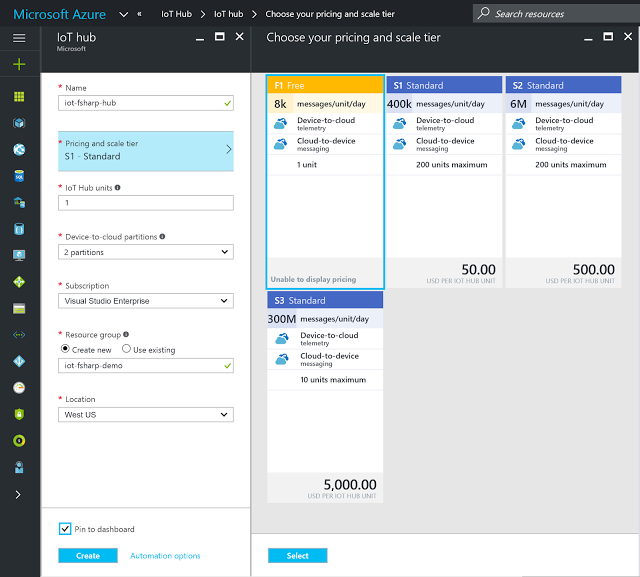 Microsoft Azure
IoT Hub
IoT hub
Choose your pricing and scale tier
Search resources
IoT hub
Microsoft
* Name
iot-fsharp-hub
* Pricing and scale tier
S1 - Standard
* IoT Hub units
1
* Device-to-cloud partitions
2 partitions
* Subscription
Visual Studio Enterprise
* Resource group
Create new
Use existing
iot-fsharp-demo
* Location
West US
Pin to dashboard
Create
Automation options
Choose your pricing and scale tier
F1 Free
8k messages/unit/day
Device-to-cloud
telemetry
Cloud-to-device
messaging
1 unit
Unable to display pricing
S1 Standard
400k messages/unit/day
Device-to-cloud
telemetry
Cloud-to-device
messaging
200 units maximum
50.00
USD PER IOT HUB UNIT
S2 Standard
6M messages/unit/day
Device-to-cloud
telemetry
Cloud-to-device
messaging
200 units maximum
500.00
USD PER IOT HUB UNIT
S3 Standard
300M messages/unit/day
Device-to-cloud
telemetry
Cloud-to-device
messaging
10 units maximum
5,000.00
USD PER IOT HUB UNIT
Select